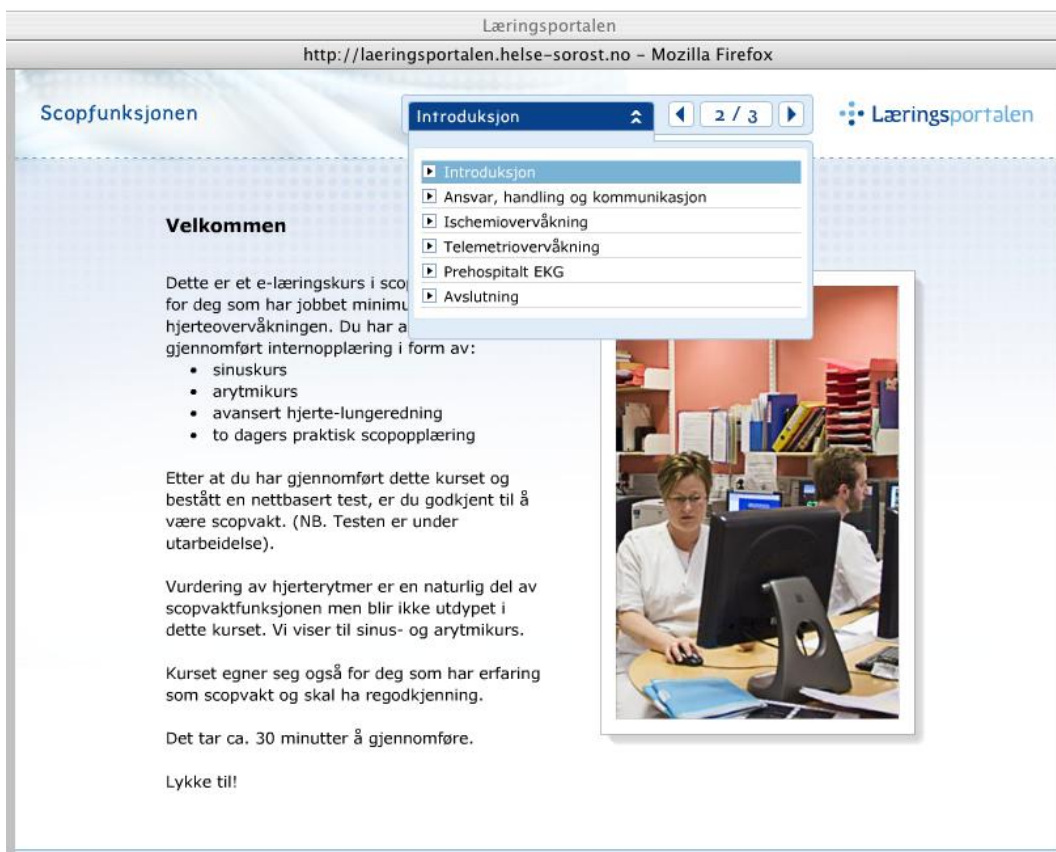 Læringsportalen
http://laeringsportalen.helse-sorost.no – Mozilla Firefox
Scopfunksjonen
Introduksjon
2 / 3
Læringsportalen
Introduksjon
Ansvar, handling og kommunikasjon
Ischemiovervåkning
Telemetriovervåkning
Prehospitalt EKG
Avslutning
Velkommen
Dette er et e-læringskurs i
for deg som har jobbet
hjerteovervåkningen. Du har
gjennomført internopplæring i form av:
• sinuskurs
• arytmikurs
• avansert hjerte-lungeredning
• to dagers praktisk scopopplæring
Etter at du har gjennomført dette kurset og
bestått en nettbasert test, er du godkjent til å
være scopvakt. (NB. Testen er under
utarbeidelse).
Vurdering av hjerterytmer er en naturlig del av
scopvaktfunksjonen men blir ikke utdypet i
dette kurset. Vi viser til sinus- og arytmikurs.
Kurset egner seg også for deg som har erfaring
som scopvakt og skal ha regodkjenning.
Det tar ca. 30 minutter å gjennomføre.
Lykke til!